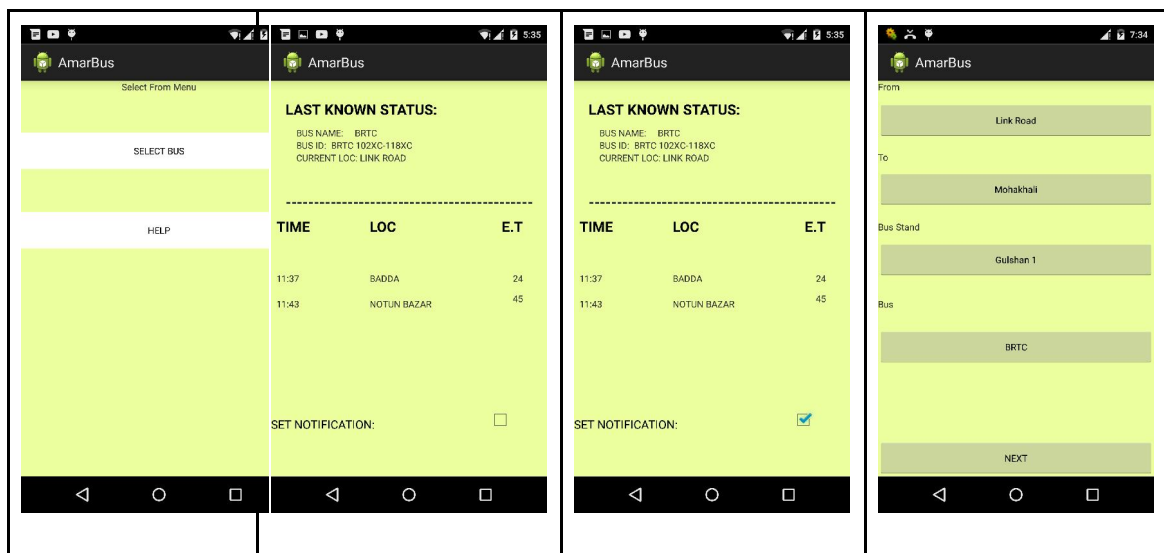 AmarBus
Select From Menu
SELECT BUS
HELP
5:35
AmarBus
LAST KNOWN STATUS:
BUS NAME: BRTC
BUS ID: BRTC 102XC-118XC
CURRENT LOC: LINK ROAD
TIME LOC E.T
11:37 BADDA 24
11:43 NOTUN BAZAR 45
SET NOTIFICATION:
5:35
AmarBus
LAST KNOWN STATUS:
BUS NAME: BRTC
BUS ID: BRTC 102XC-118XC
CURRENT LOC: LINK ROAD
TIME LOC E.T
11:37 BADDA 24
11:43 NOTUN BAZAR 45
SET NOTIFICATION:
7:34
AmarBus
From
Link Road
To
Mohakhali
Bus Stand
Gulshan 1
Bus
BRTC
NEXT